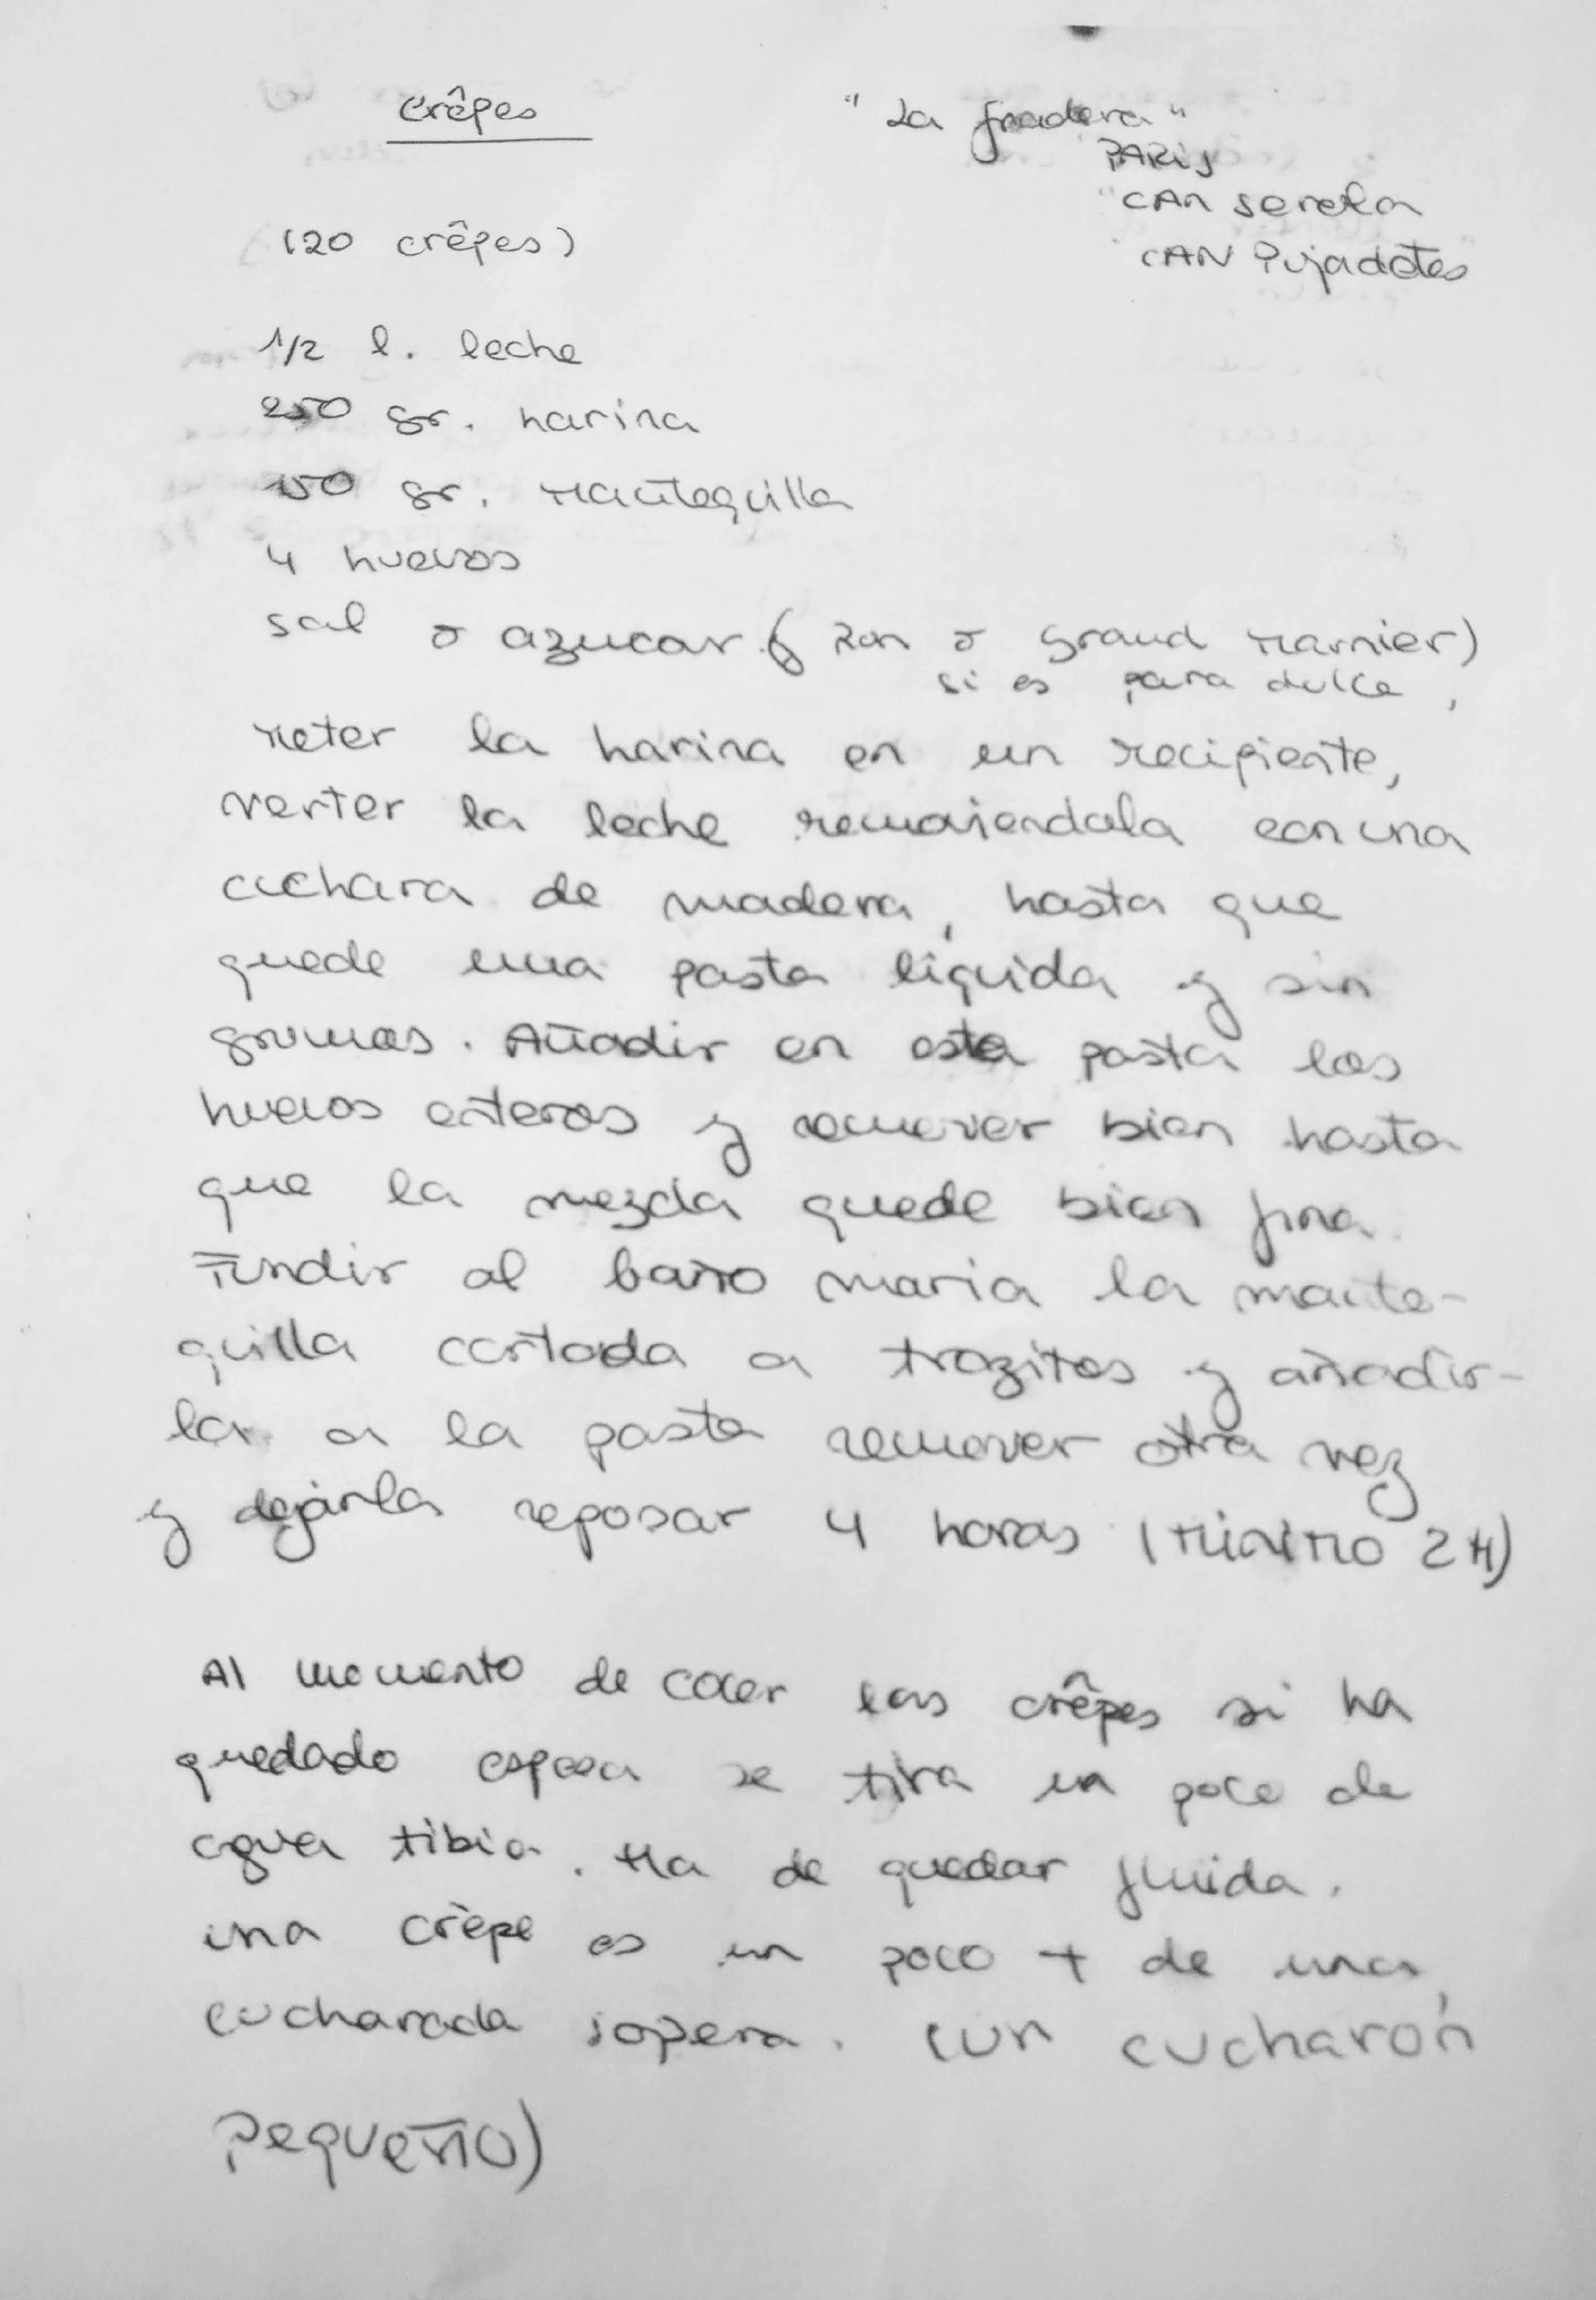 crêpes
"La fradera"
PARIS
"CAN sereta
CAN Pujadetes
(20 crêpes)
1/2 l. leche
250 gr. harina
150 gr. mantequilla
4 huevos
sal o azucar (y Ron o grand marnier)
si es para dulce,
meter la harina en un recipiente,
verter la leche removiendola con una
cuchara de madera, hasta que
quede una pasta liquida y sin
grumos. Añadir en esta pasta los
huevos enteros y remover bien hasta
que la mezcla quede bien fina.
Fundir al baño maria la mante-
quilla cortada a trozitos y añadir-
la a la pasta remover otra vez
y dejárla reposar 4 horas (MINIMO 2H)
Al momento de cocer las crêpes si ha
quedado espesa se tira un poco de
agua tibia. Ha de quedar fluida.
una crêpe es un poco + de una
cucharada sopera. (un cucharón
pequeño)